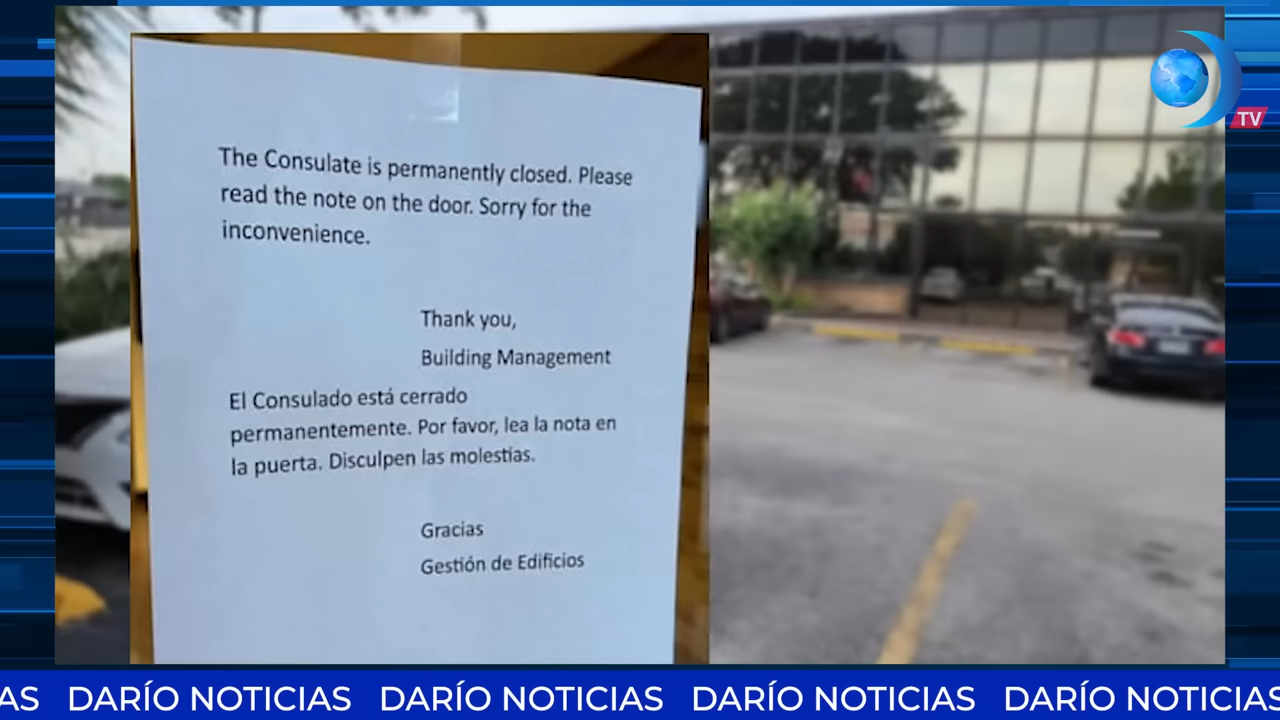 The Consulate is permanently closed. Please
read the note on the door. Sorry for the
inconvenience.
Thank you,
Building Management
El Consulado está cerrado
permanentemente. Por favor, lea la nota en
la puerta. Disculpen las molestias.
Gracias
Gestión de Edificios
TV
AS DARÍO NOTICIAS DARÍO NOTICIAS DARÍO NOTICIAS DARÍO NOTICIAS